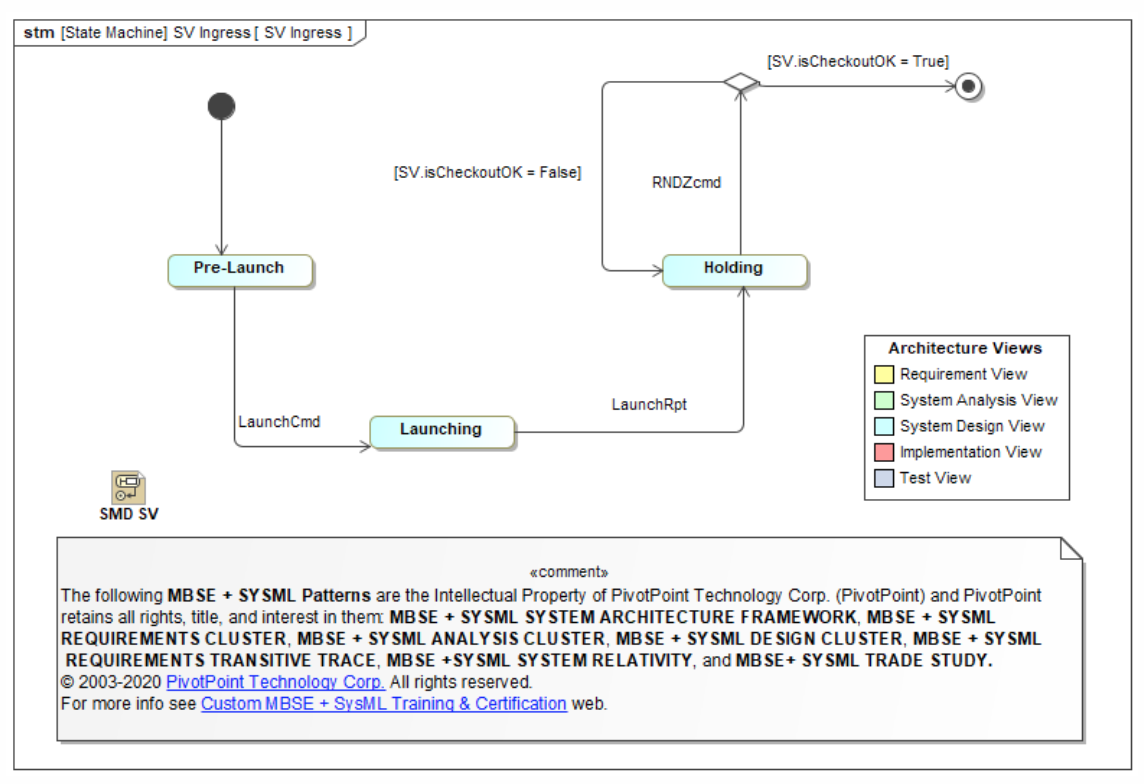 stm [State Machine] SV Ingress[ SV Ingress ]
[SV.isCheckoutOK = True]
[SV.isCheckoutOK = False]
RNDZcmd
Pre-Launch
Holding
LaunchCmd
Launching
LaunchRpt
Architecture Views
Requirement View
System Analysis View
System Design View
Implementation View
Test View
SMD SV
«comment»
The following MBSE + SYSML Patterns are the Intellectual Property of PivotPoint Technology Corp. (PivotPoint) and PivotPoint
retains all rights, title, and interest in them: MBSE + SYSML SYSTEM ARCHITECTURE FRAMEWORK, MBSE + SYSML
REQUIREMENTS CLUSTER, MBSE + SYSML ANALYSIS CLUSTER, MBSE + SYSML DESIGN CLUSTER, MBSE + SYSML
REQUIREMENTS TRANSITIVE TRACE, MBSE +SYSML SYSTEM RELATIVITY, and MBSE+ SYSML TRADE STUDY.
© 2003-2020 PivotPoint Technology Corp. All rights reserved.
For more info see Custom MBSE + SysML Training & Certification web.